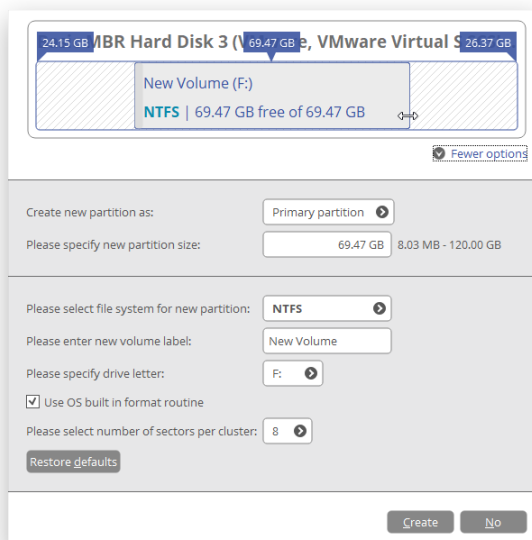 24.15 GB
MBR Hard Disk 3 (
69.47 GB
e, VMware Virtual S
26.37 GB
New Volume (F:)
NTFS | 69.47 GB free of 69.47 GB
Fewer options
Create new partition as:
Primary partition
Please specify new partition size:
69.47 GB
8.03 MB - 120.00 GB
Please select file system for new partition:
NTFS
Please enter new volume label:
New Volume
Please specify drive letter:
F:
Use OS built in format routine
Please select number of sectors per cluster:
8
Restore defaults
Create
No